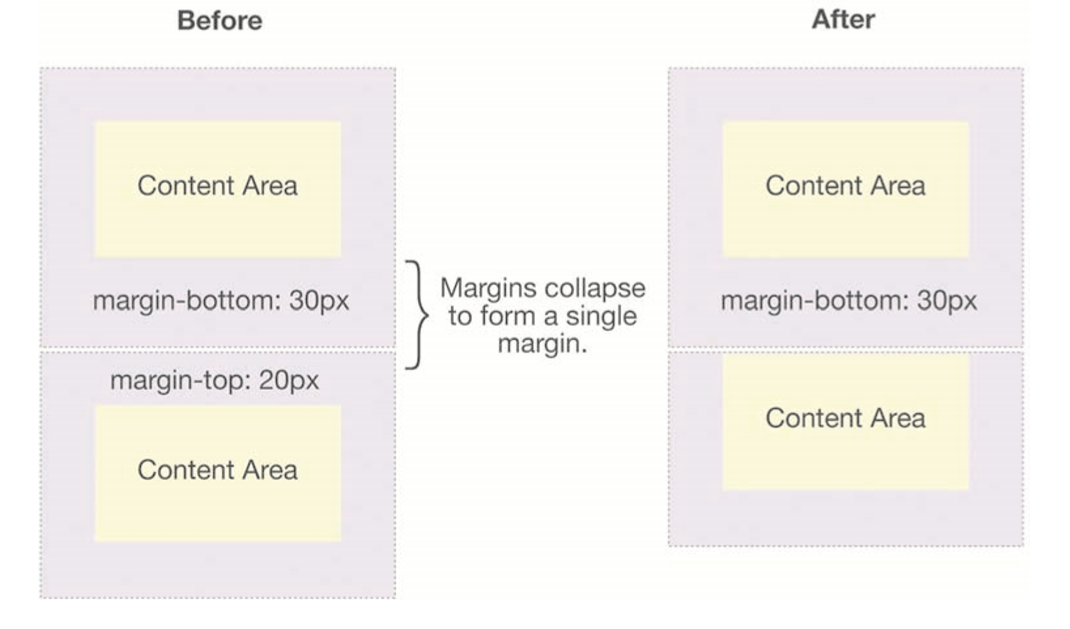 Before
After
Content Area
margin-bottom: 30px
margin-top: 20px
Content Area
Margins collapse
to form a single
margin.
Content Area
margin-bottom: 30px
Content Area